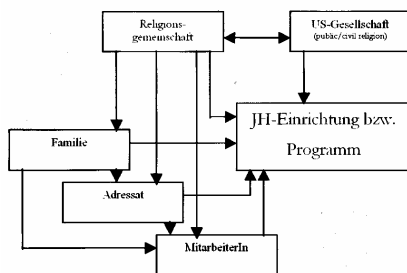 Religions-
gemeinschaft
US-Gesellschaft
(public/civil religion)
JH-Einrichtung bzw.
Programm
Familie
Adressat
MitarbeiterIn